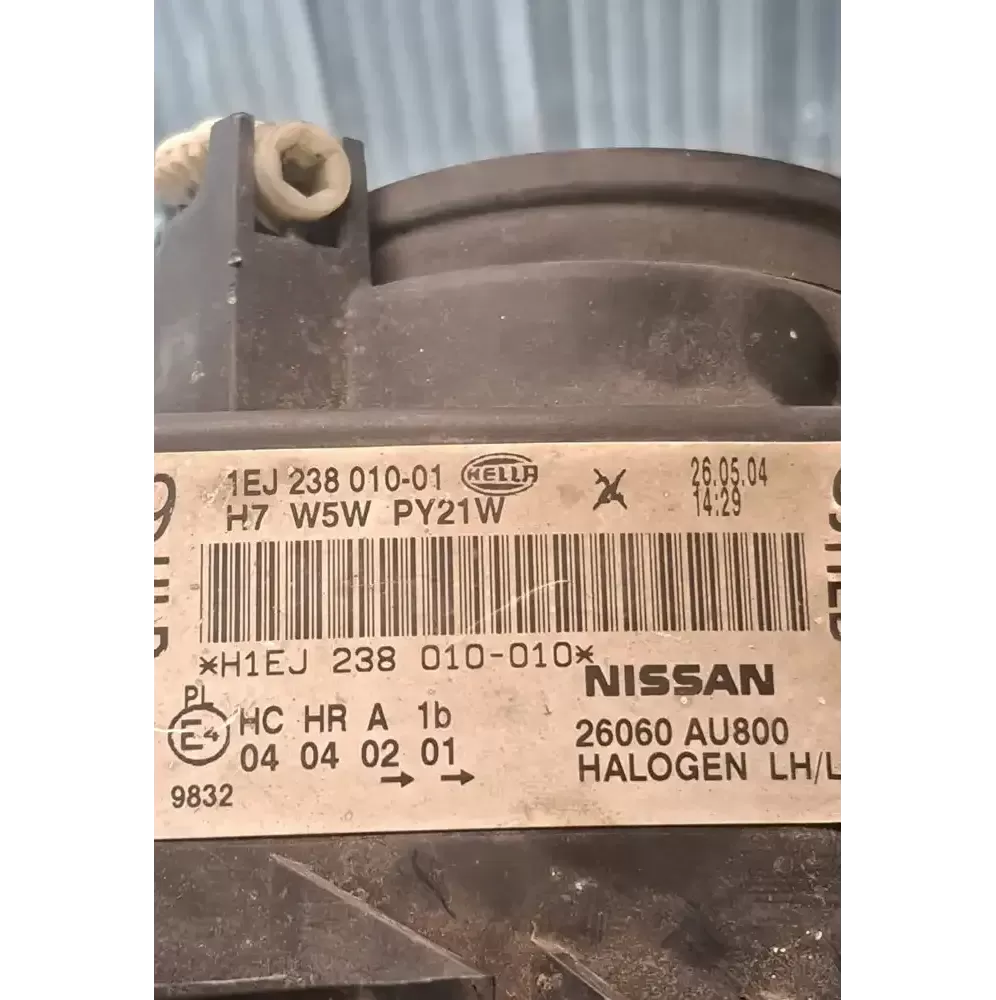 1EJ 238 010-01 HELLA 26.05.04
H7 W5W PY21W 14:29
*H1EJ 238 010-010*
NISSAN
PL
E4 HC HR A 1b 26060 AU800
04 04 02 01 HALOGEN LH/L
9832